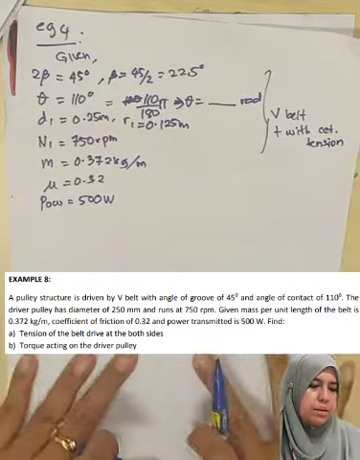 eg 4 :
Given,
2β = 45° , β = 45/2 = 22.5°
θ = 110° = 110/180 π → θ = ___ rad
d₁ = 0.25m, r₁ = 0.125m
N₁ = 750rpm
m = 0.372kg/m
μ = 0.32
Pow = 500W
V belt
+ with cet.
tension
EXAMPLE 8:
A pulley structure is driven by V belt with angle of groove of 45⁰ and angle of contact of 110⁰. The
driver pulley has diameter of 250 mm and runs at 750 rpm. Given mass per unit length of the belt is
0.372 kg/m, coefficient of friction of 0.32 and power transmitted is 500 W. Find:
a) Tension of the belt drive at the both sides
b) Torque acting on the driver pulley